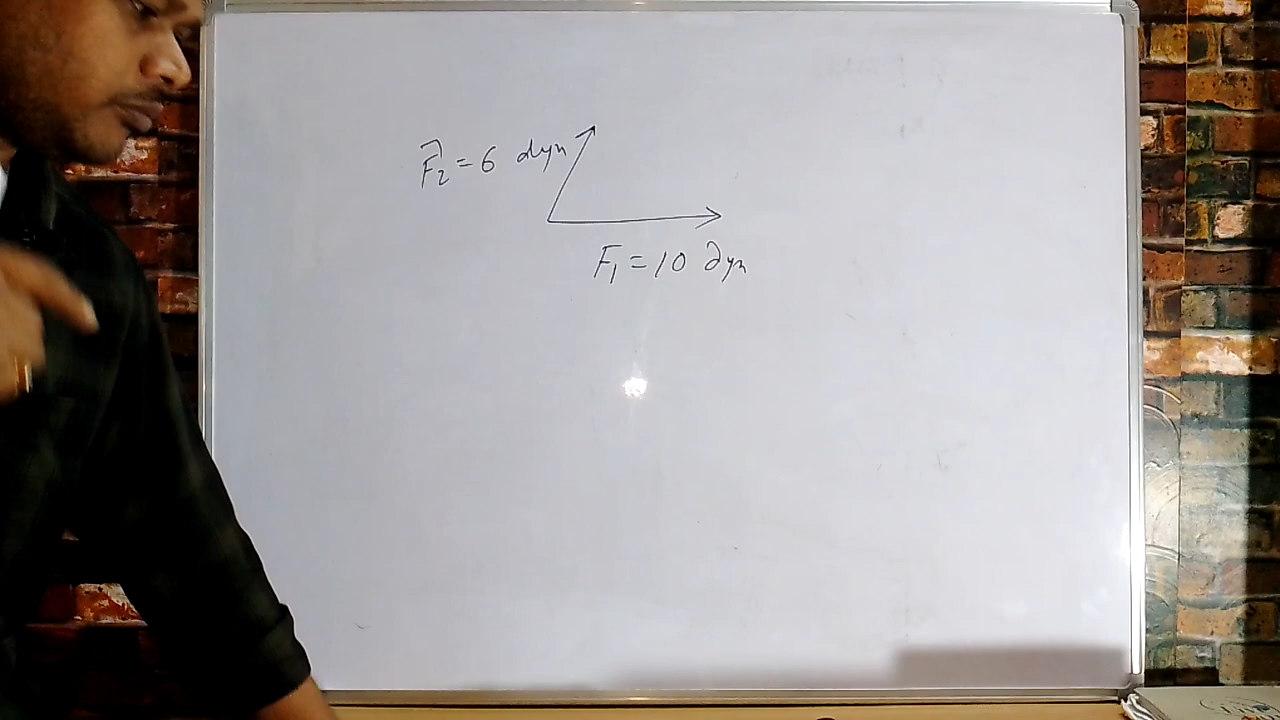 F₂ = 6 dyn
F₁ = 10 dyn